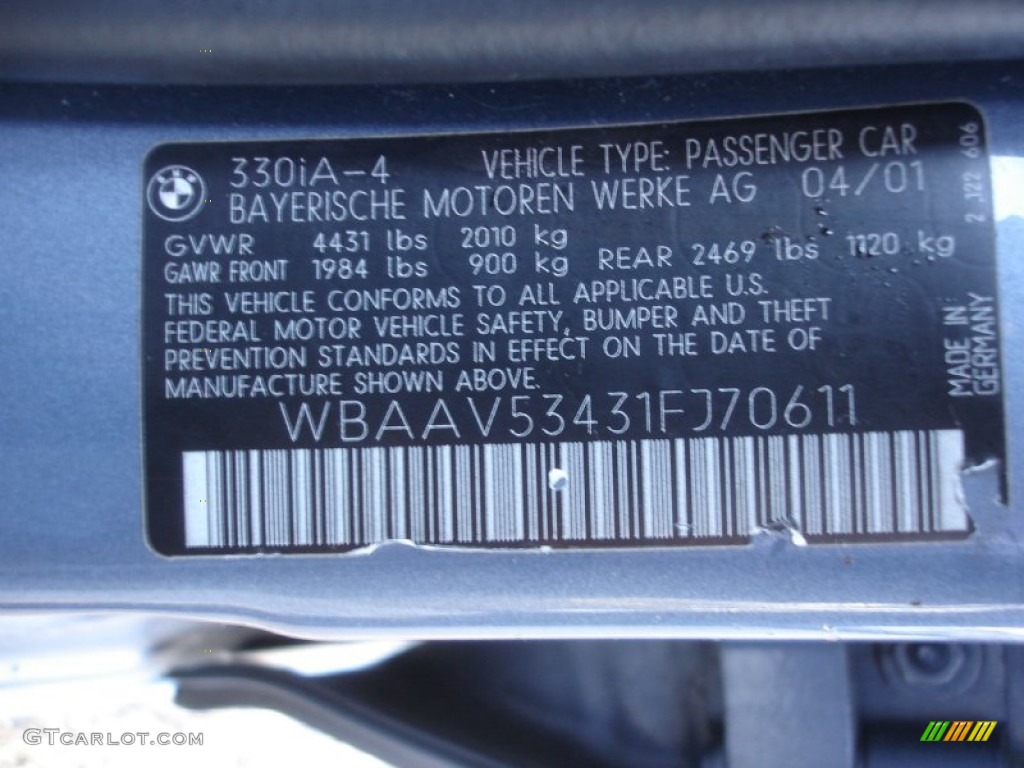 330iA-4 VEHICLE TYPE: PASSENGER CAR
BAYERISCHE MOTOREN WERKE AG 04/01
GVWR 4431 lbs 2010 kg
GAWR FRONT 1984 lbs 900 kg REAR 2469 lbs 1120 kg
THIS VEHICLE CONFORMS TO ALL APPLICABLE U.S.
FEDERAL MOTOR VEHICLE SAFETY, BUMPER AND THEFT
PREVENTION STANDARDS IN EFFECT ON THE DATE OF
MANUFACTURE SHOWN ABOVE.
WBAAV53431FJ70611
2 J22 606
MADE IN
GERMANY
GTCARLOT.COM